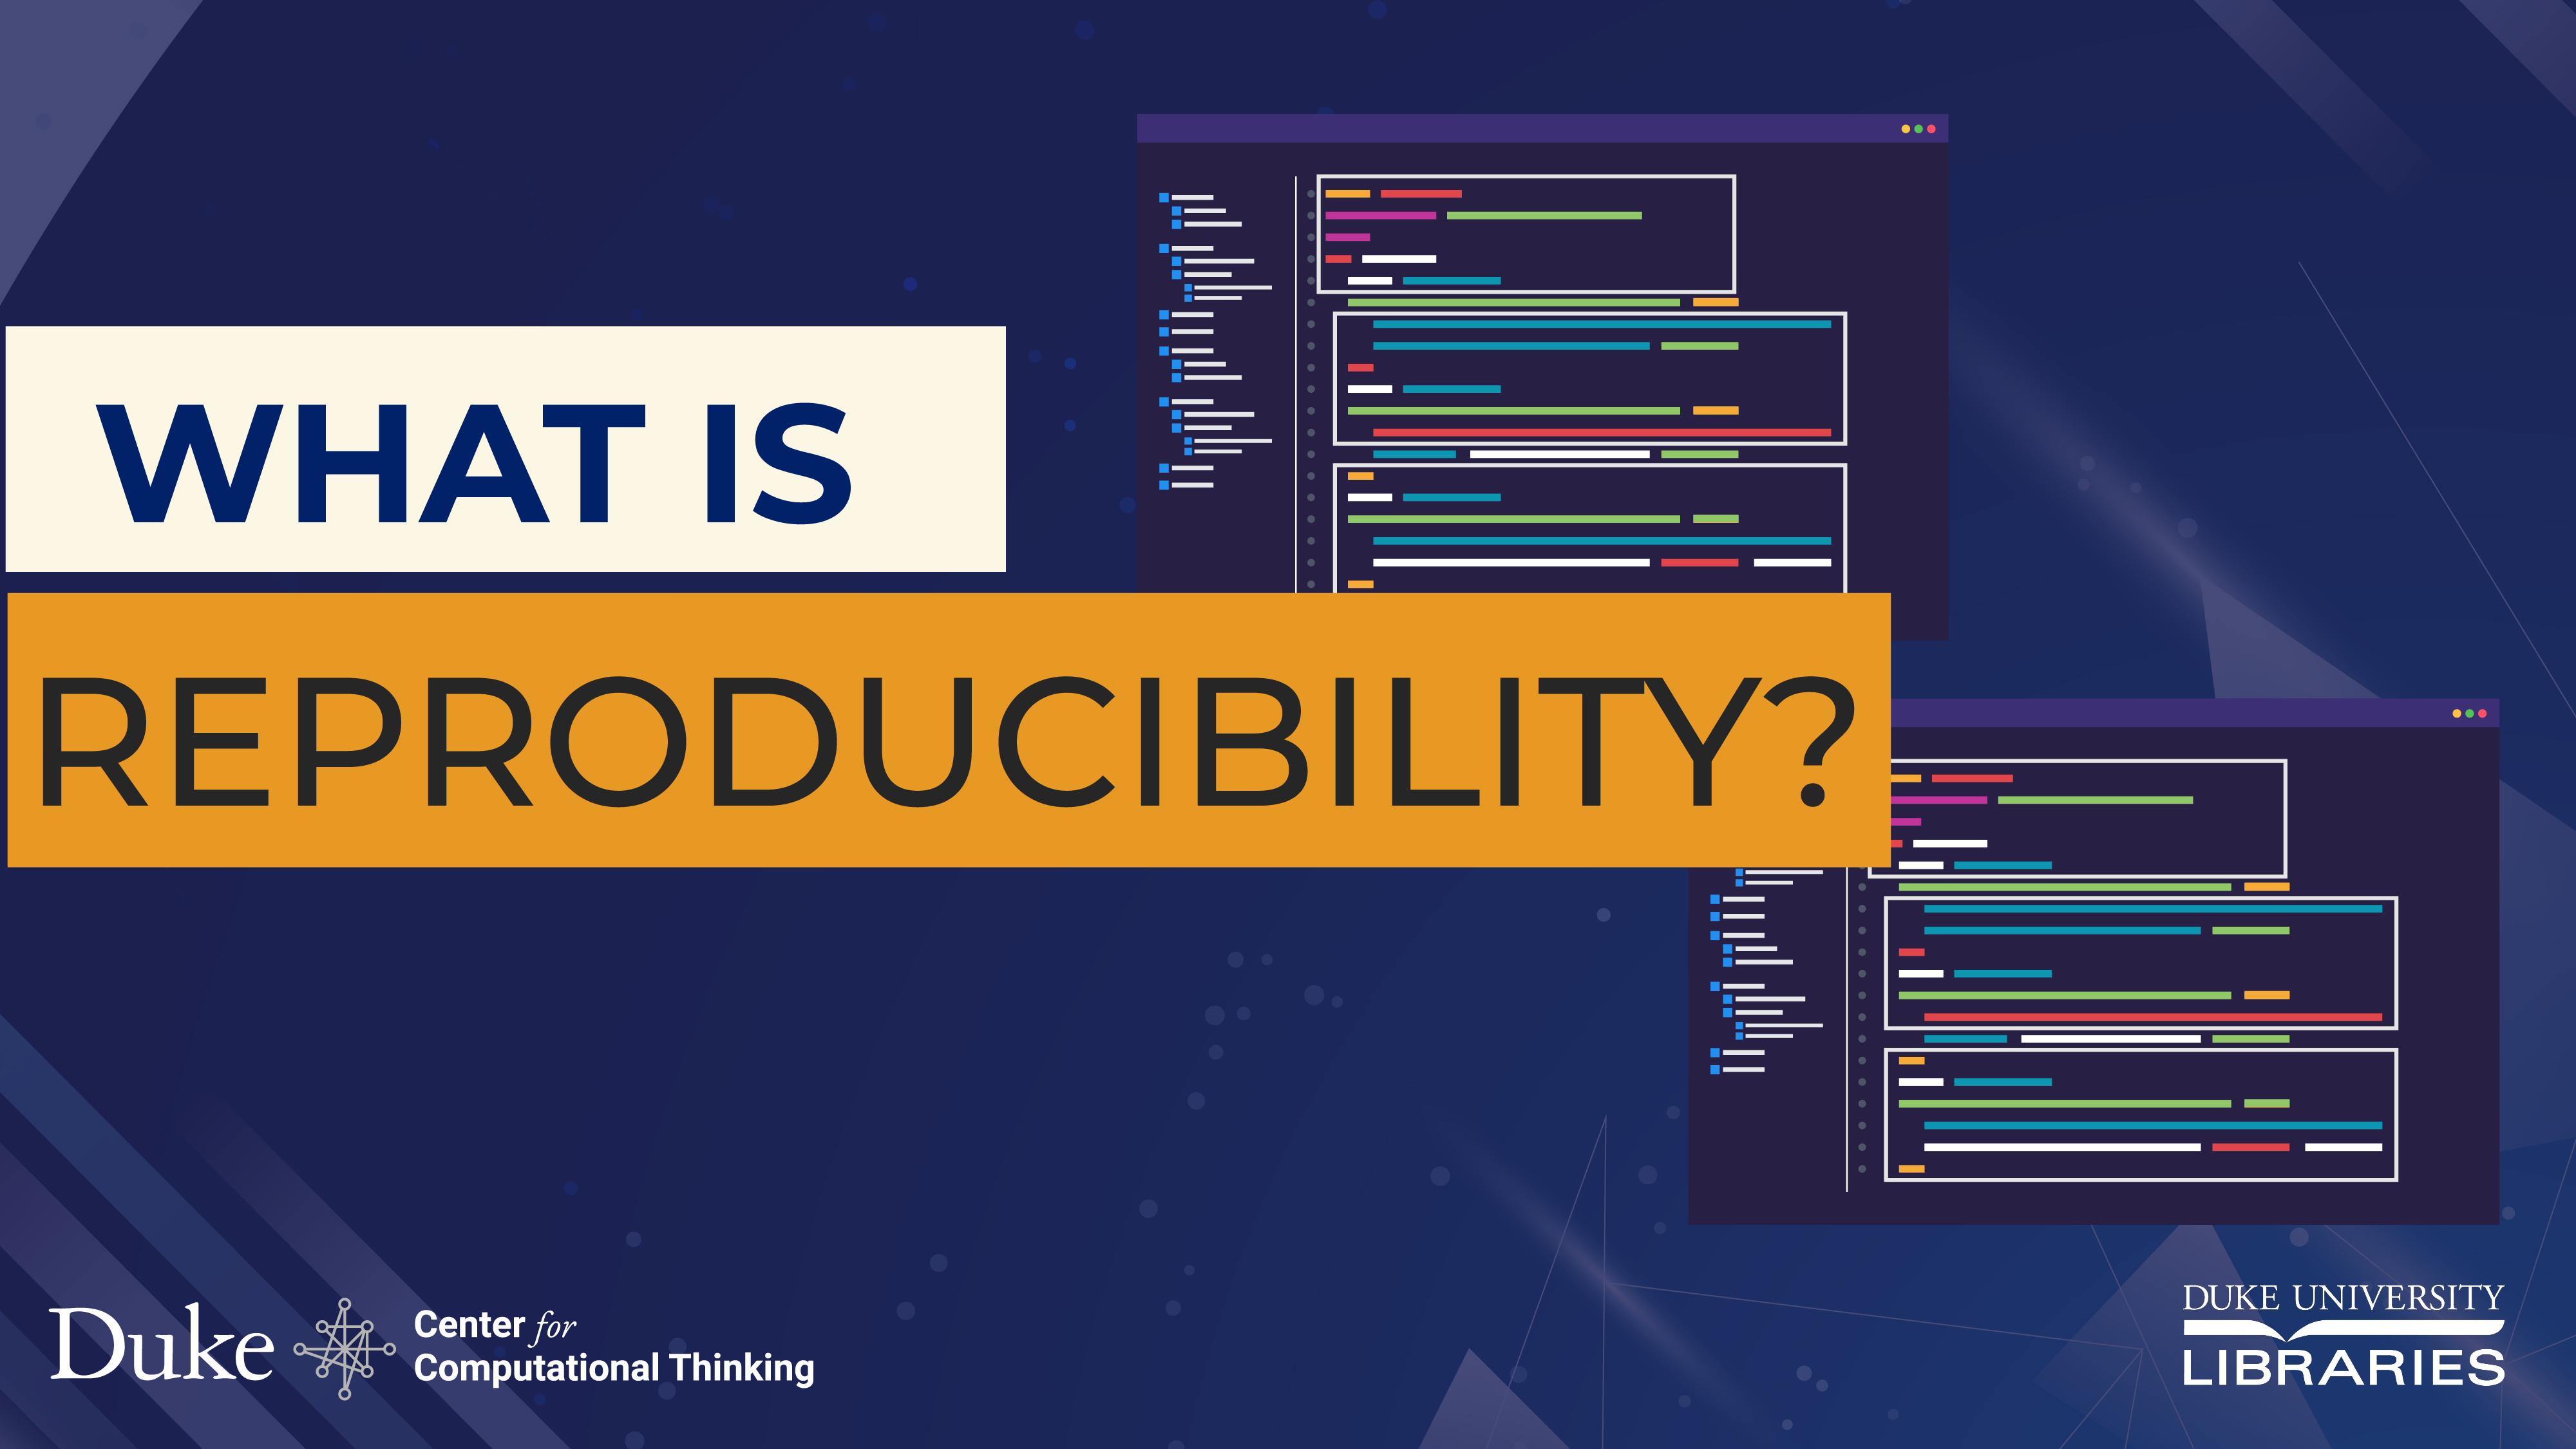 WHAT IS
REPRODUCIBILITY?
Duke
Center for
Computational Thinking
DUKE UNIVERSITY
LIBRARIES